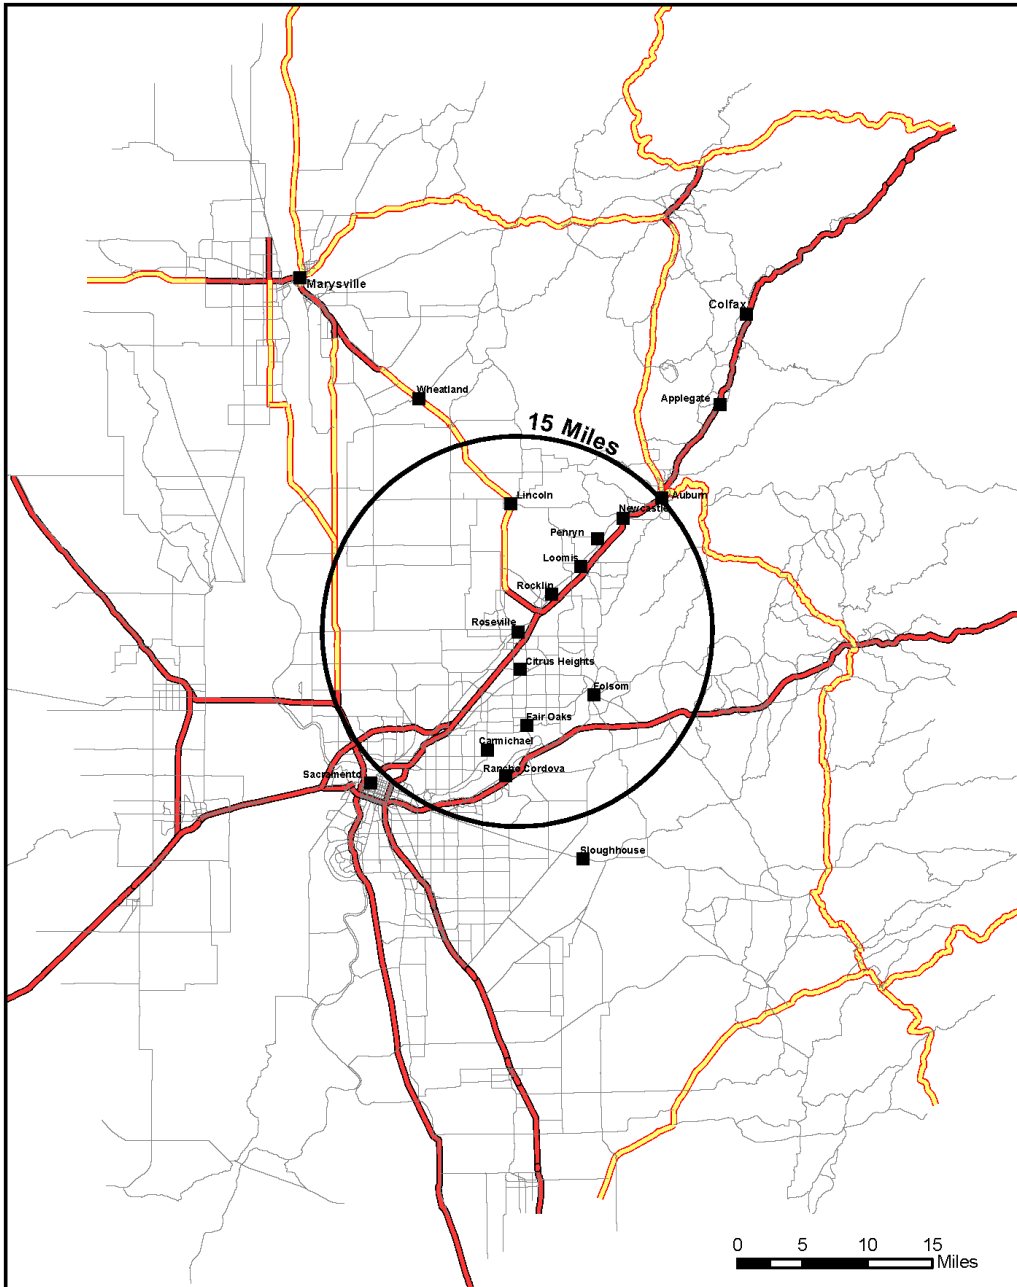 Marysville
Colfax
Wheatland
Applegate
15 Miles
Lincoln
Auburn
Newcastle
Penryn
Loomis
Rocklin
Roseville
Citrus Heights
Folsom
Fair Oaks
Carmichael
Rancho Cordova
Sacramento
Sloughhouse
0 5 10 15
Miles